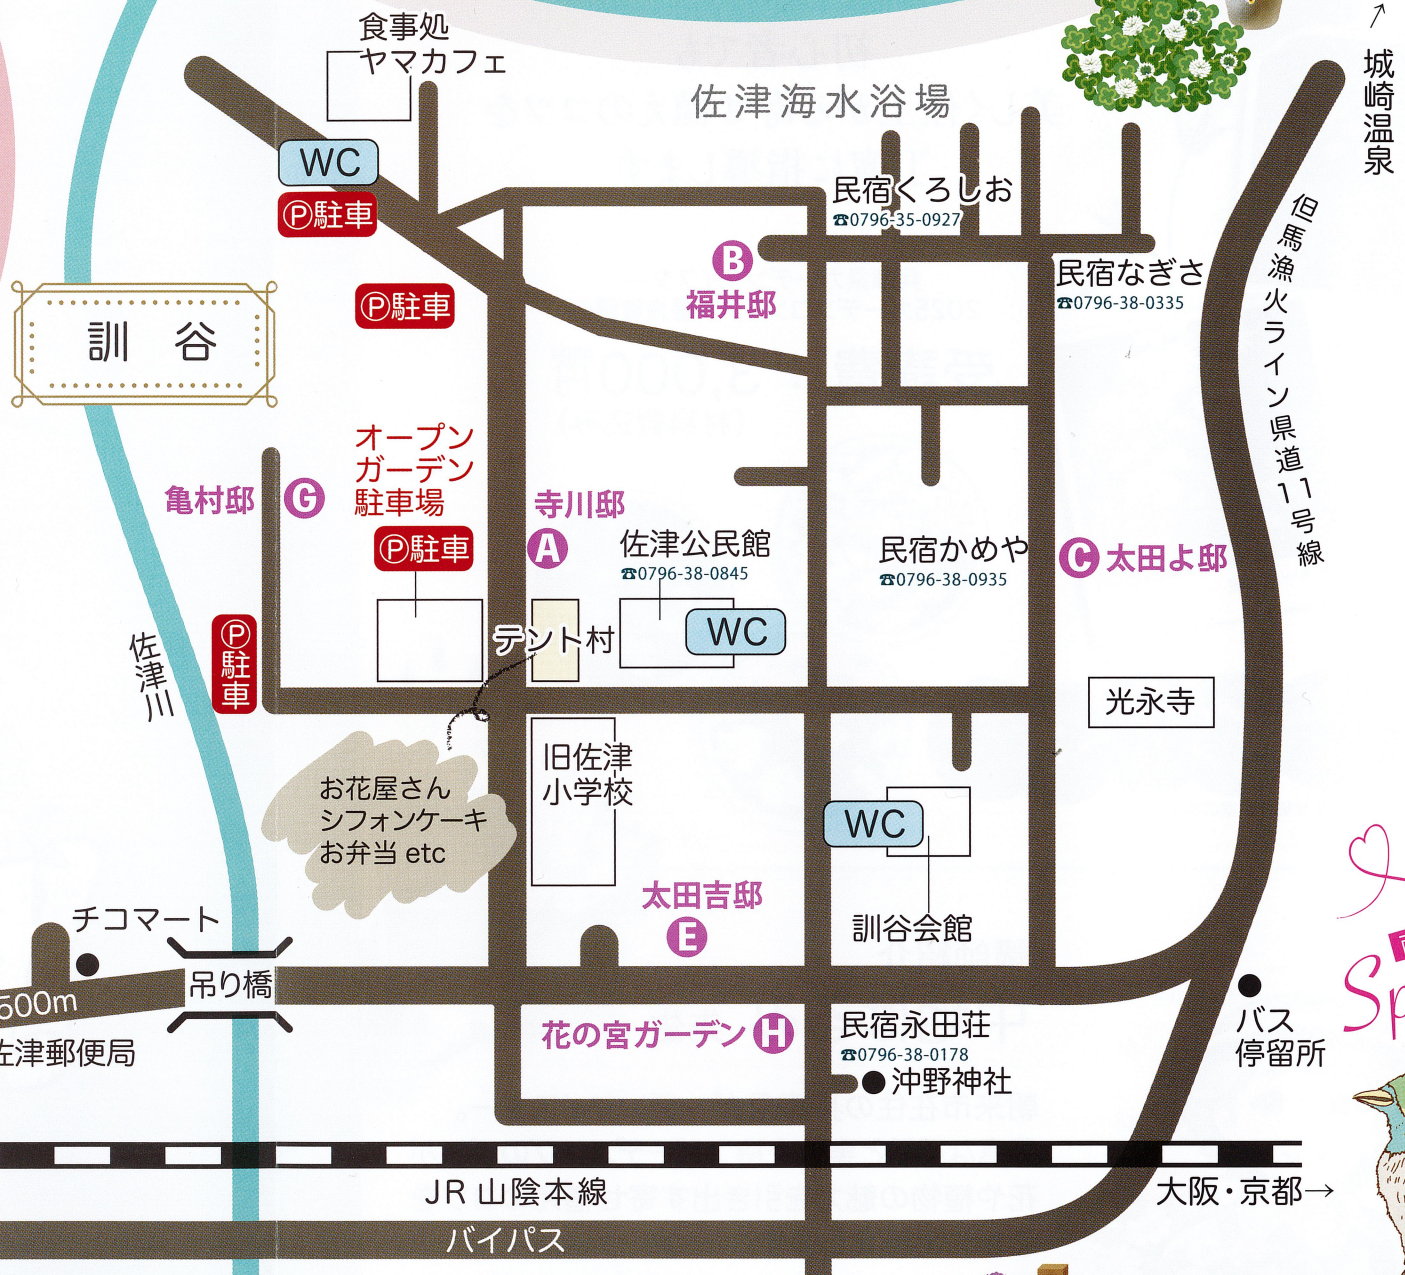 食事処
ヤマカフェ
佐津海水浴場
城崎温泉
WC
Ⓟ駐車
民宿くろしお
☎0796-35-0927
B
福井邸
民宿なぎさ
☎0796-38-0335
但馬漁火ライン県道11号線
Ⓟ駐車
訓谷
オープン
ガーデン
駐車場
Ⓟ駐車
亀村邸 G
寺川邸
A
佐津公民館
☎0796-38-0845
WC
民宿かめや
☎0796-38-0935
C 太田よ邸
テント村
Ⓟ駐車
佐津川
光永寺
旧佐津
小学校
お花屋さん
シフォンケーキ
お弁当 etc
WC
訓谷会館
太田吉邸
E
チコマート
吊り橋
500m
佐津郵便局
花の宮ガーデン H
民宿永田荘
☎0796-38-0178
沖野神社
バス
停留所
JR 山陰本線
大阪・京都→
バイパス
Sp